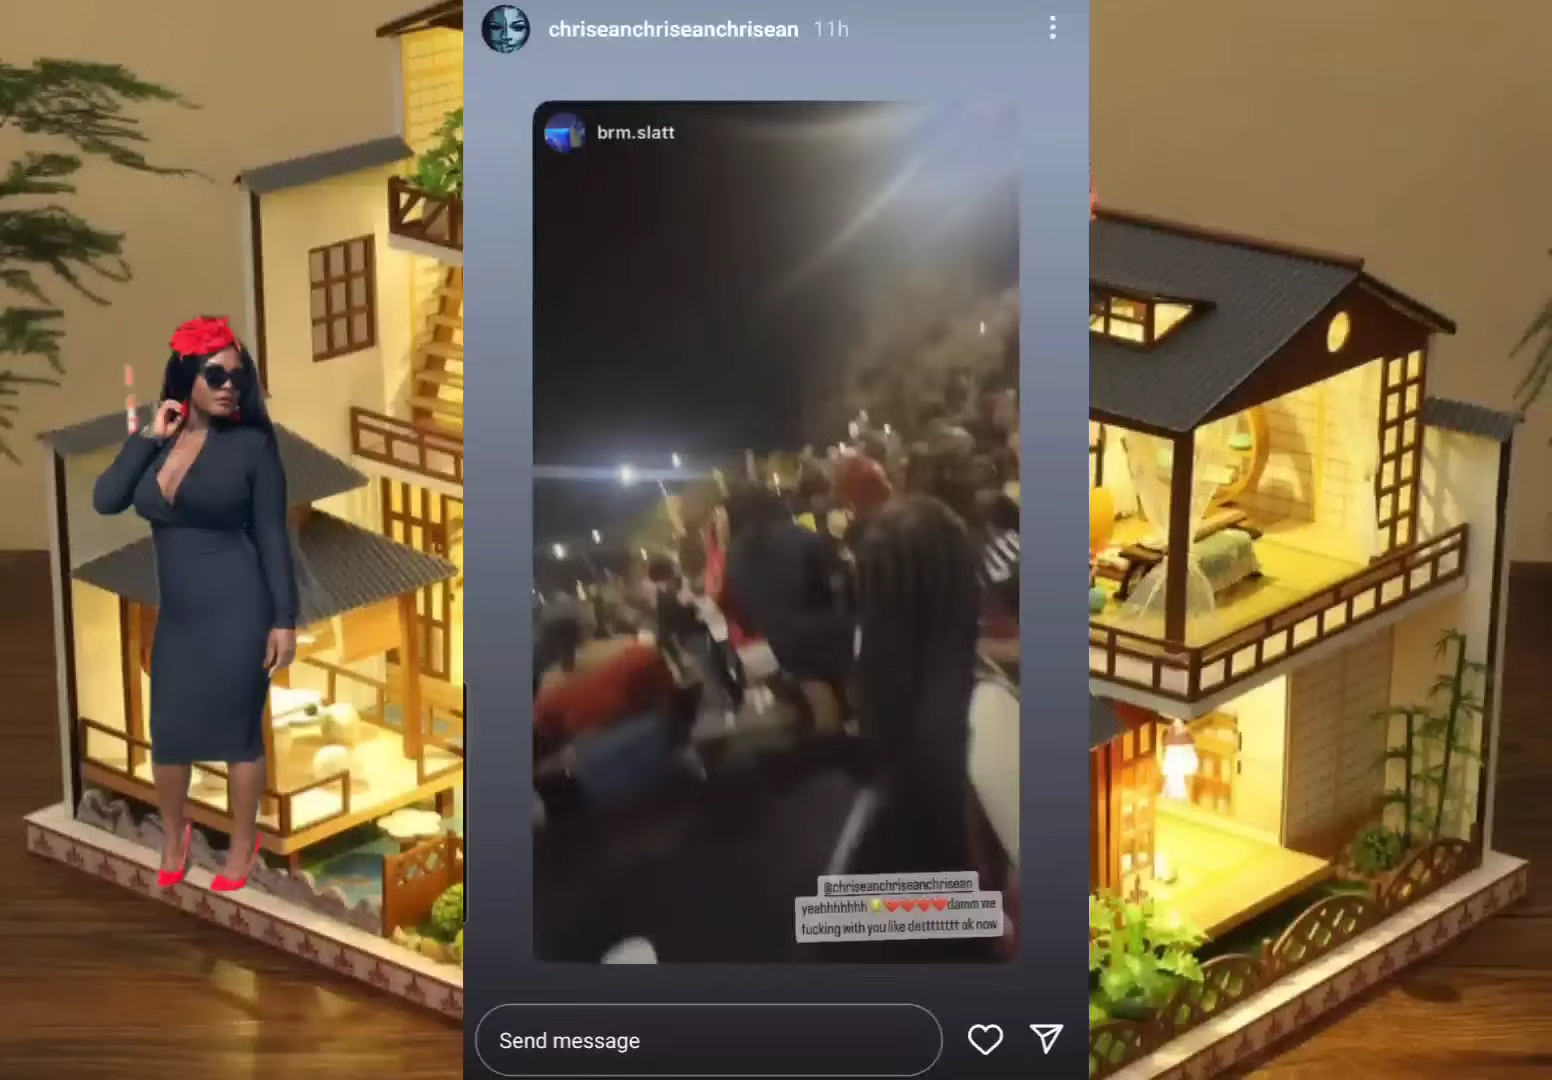 chriseanchriseanchrisean 11h
brm.slatt
@chriseanchriseanchrisean
yeahhhhhhh😭❤️❤️❤️❤️damm we
fucking with you like dettttttt ok now
Send message